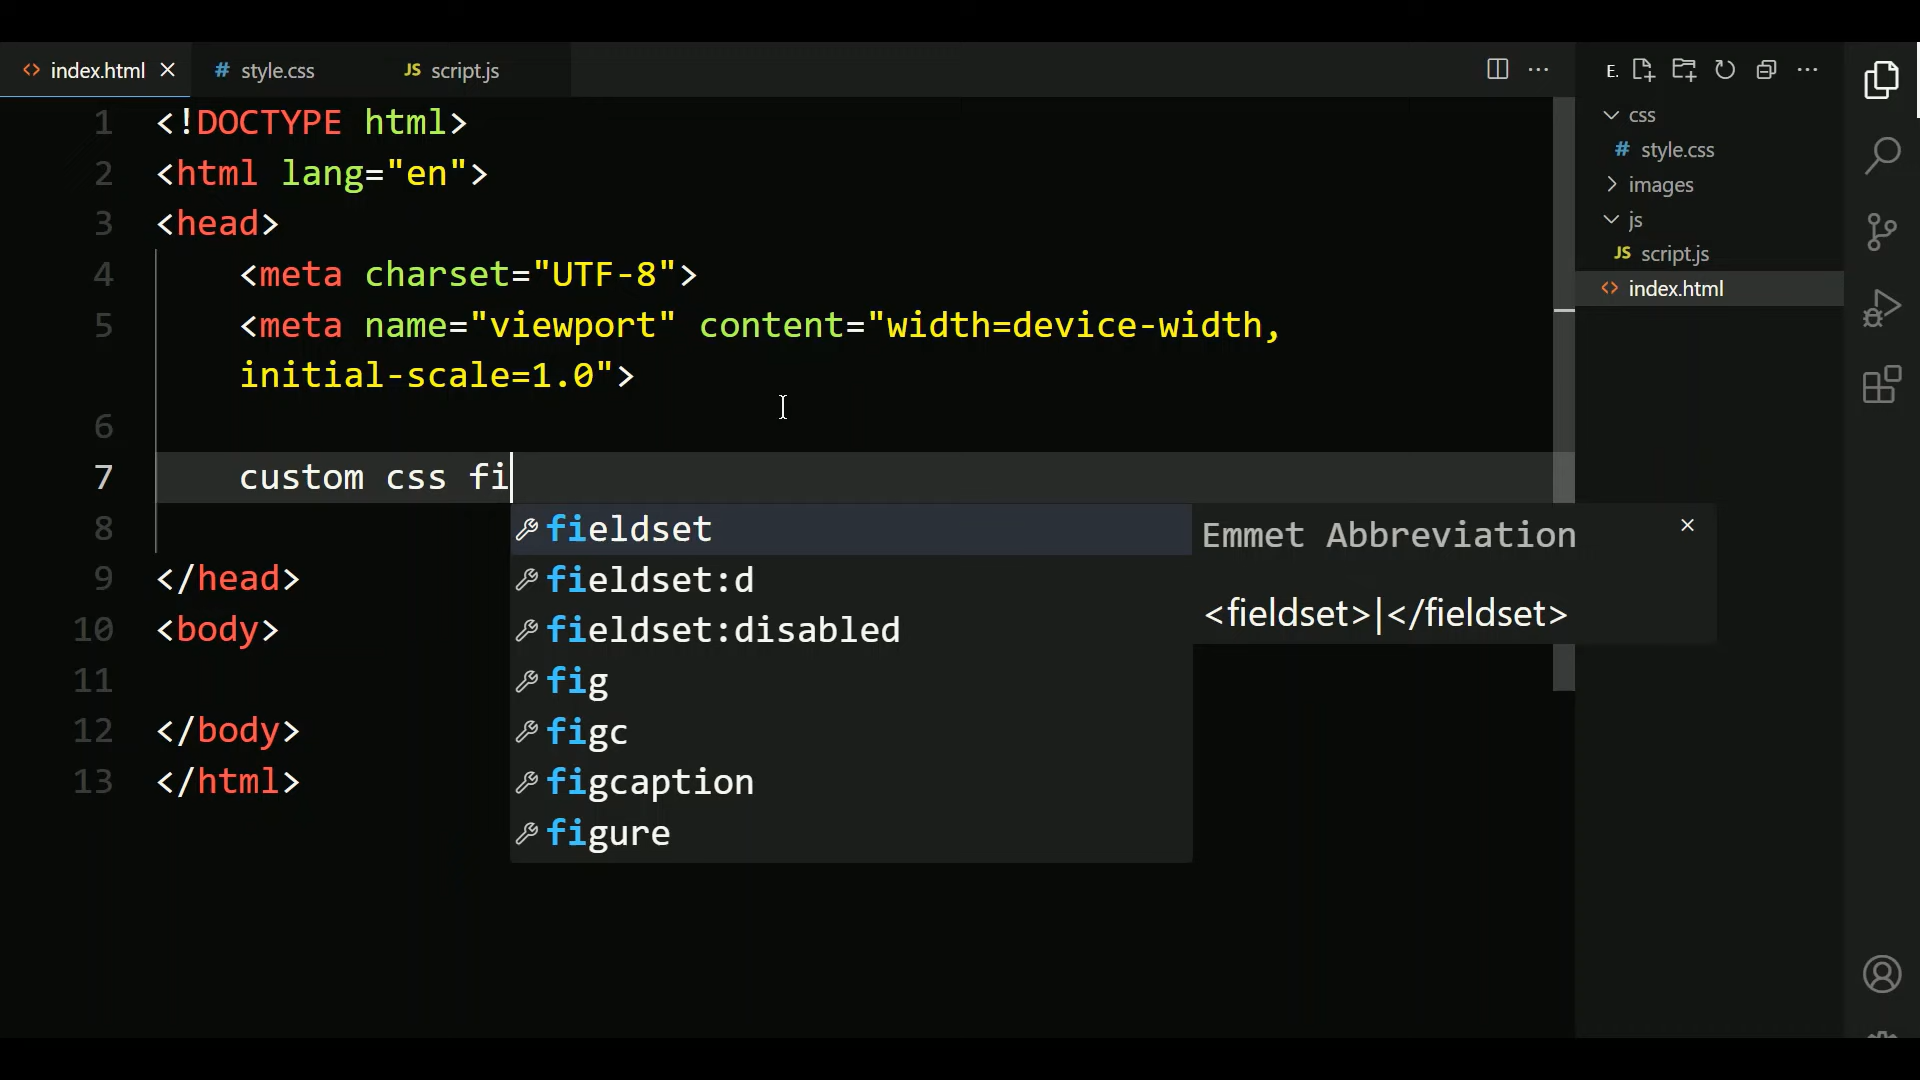 index.html
# style.css
JS script.js
E.
1 <!DOCTYPE html>
2 <html lang="en">
3 <head>
4 <meta charset="UTF-8">
5 <meta name="viewport" content="width=device-width,
initial-scale=1.0">
6
7 custom css fi
8
9 </head>
10 <body>
11
12 </body>
13 </html>
fieldset
fieldset:d
fieldset:disabled
fig
figc
figcaption
figure
Emmet Abbreviation
<fieldset>|</fieldset>
css
# style.css
images
js
JS script.js
index.html